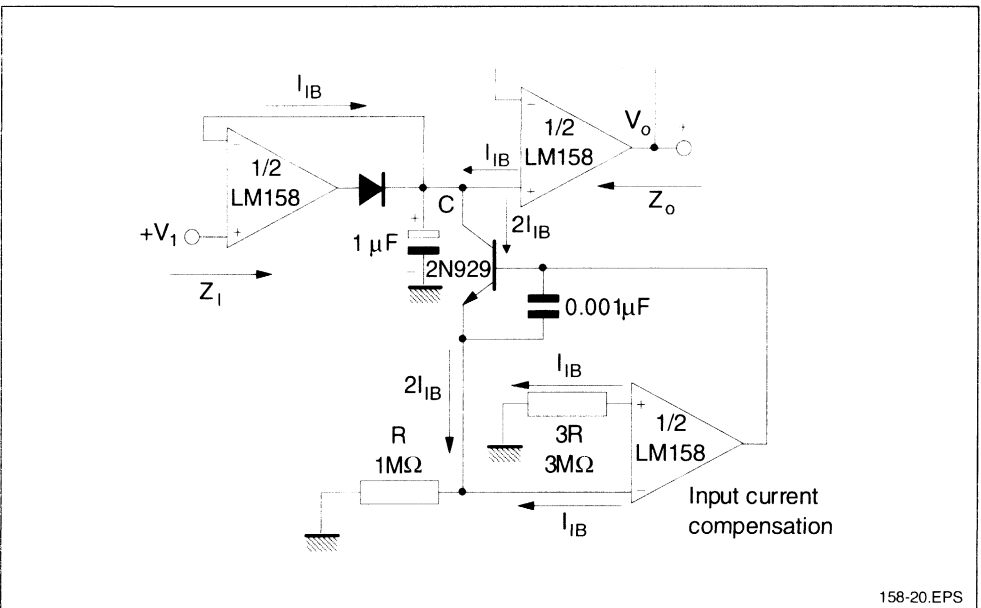 I_IB
1/2
LM158
+V_1
Z_I
1 μF
C
2N929
I_IB
1/2
LM158
V_o
Z_o
2I_IB
0.001μF
2I_IB
I_IB
R
1MΩ
3R
3MΩ
1/2
LM158
I_IB
Input current
compensation
158-20.EPS